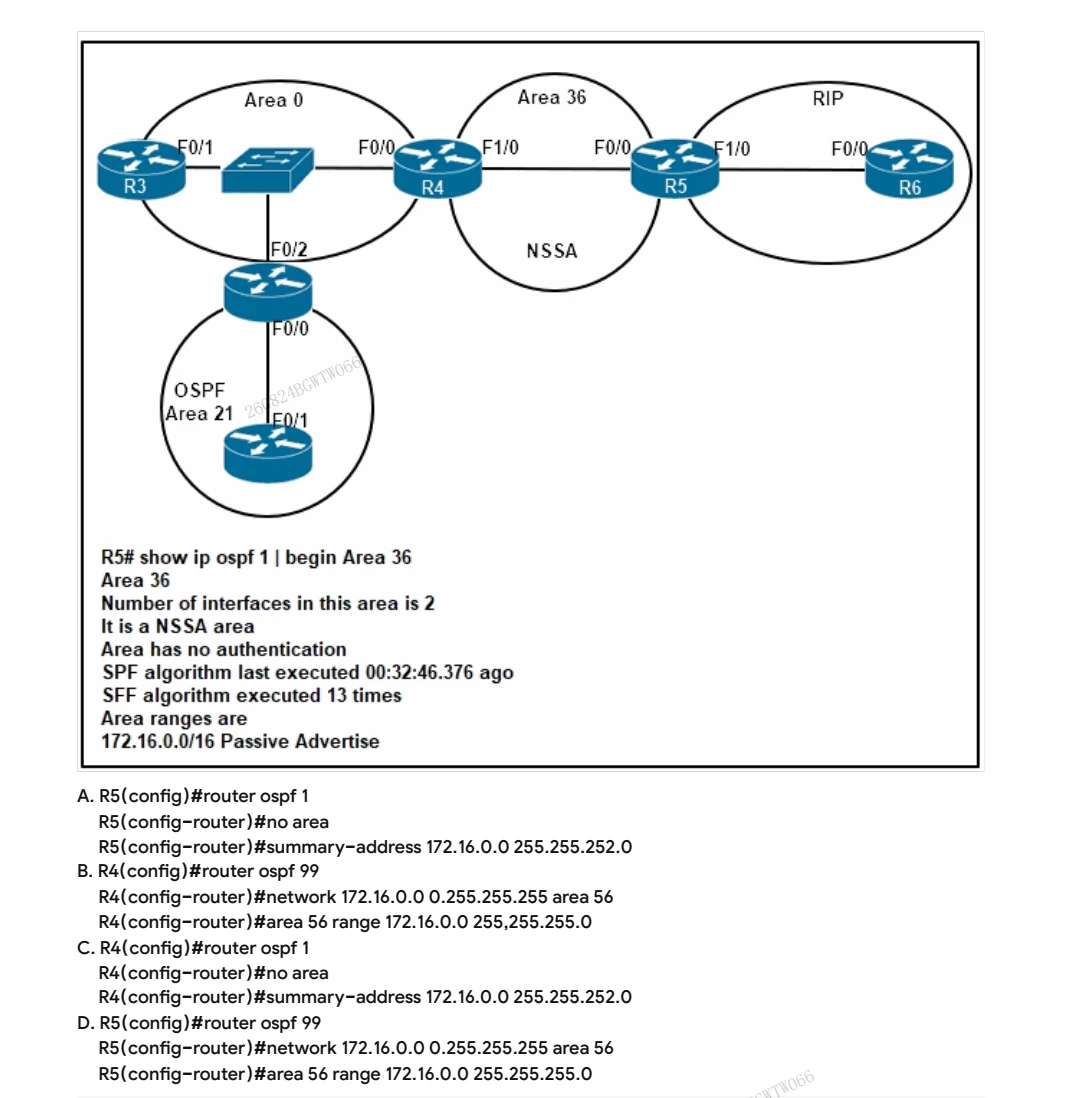 Area 0
Area 36
RIP
F0/1
F0/0
F1/0
F0/0
F1/0
F0/0
R3
R4
R5
R6
F0/2
NSSA
F0/0
OSPF
Area 21
260824BGWTW066
F0/1
R5# show ip ospf 1 | begin Area 36
Area 36
Number of interfaces in this area is 2
It is a NSSA area
Area has no authentication
SPF algorithm last executed 00:32:46.376 ago
SFF algorithm executed 13 times
Area ranges are
172.16.0.0/16 Passive Advertise
A. R5(config)#router ospf 1
R5(config-router)#no area
R5(config-router)#summary-address 172.16.0.0 255.255.252.0
B. R4(config)#router ospf 99
R4(config-router)#network 172.16.0.0 0.255.255.255 area 56
R4(config-router)#area 56 range 172.16.0.0 255,255.255.0
C. R4(config)#router ospf 1
R4(config-router)#no area
R4(config-router)#summary-address 172.16.0.0 255.255.252.0
D. R5(config)#router ospf 99
R5(config-router)#network 172.16.0.0 0.255.255.255 area 56
R5(config-router)#area 56 range 172.16.0.0 255.255.255.0